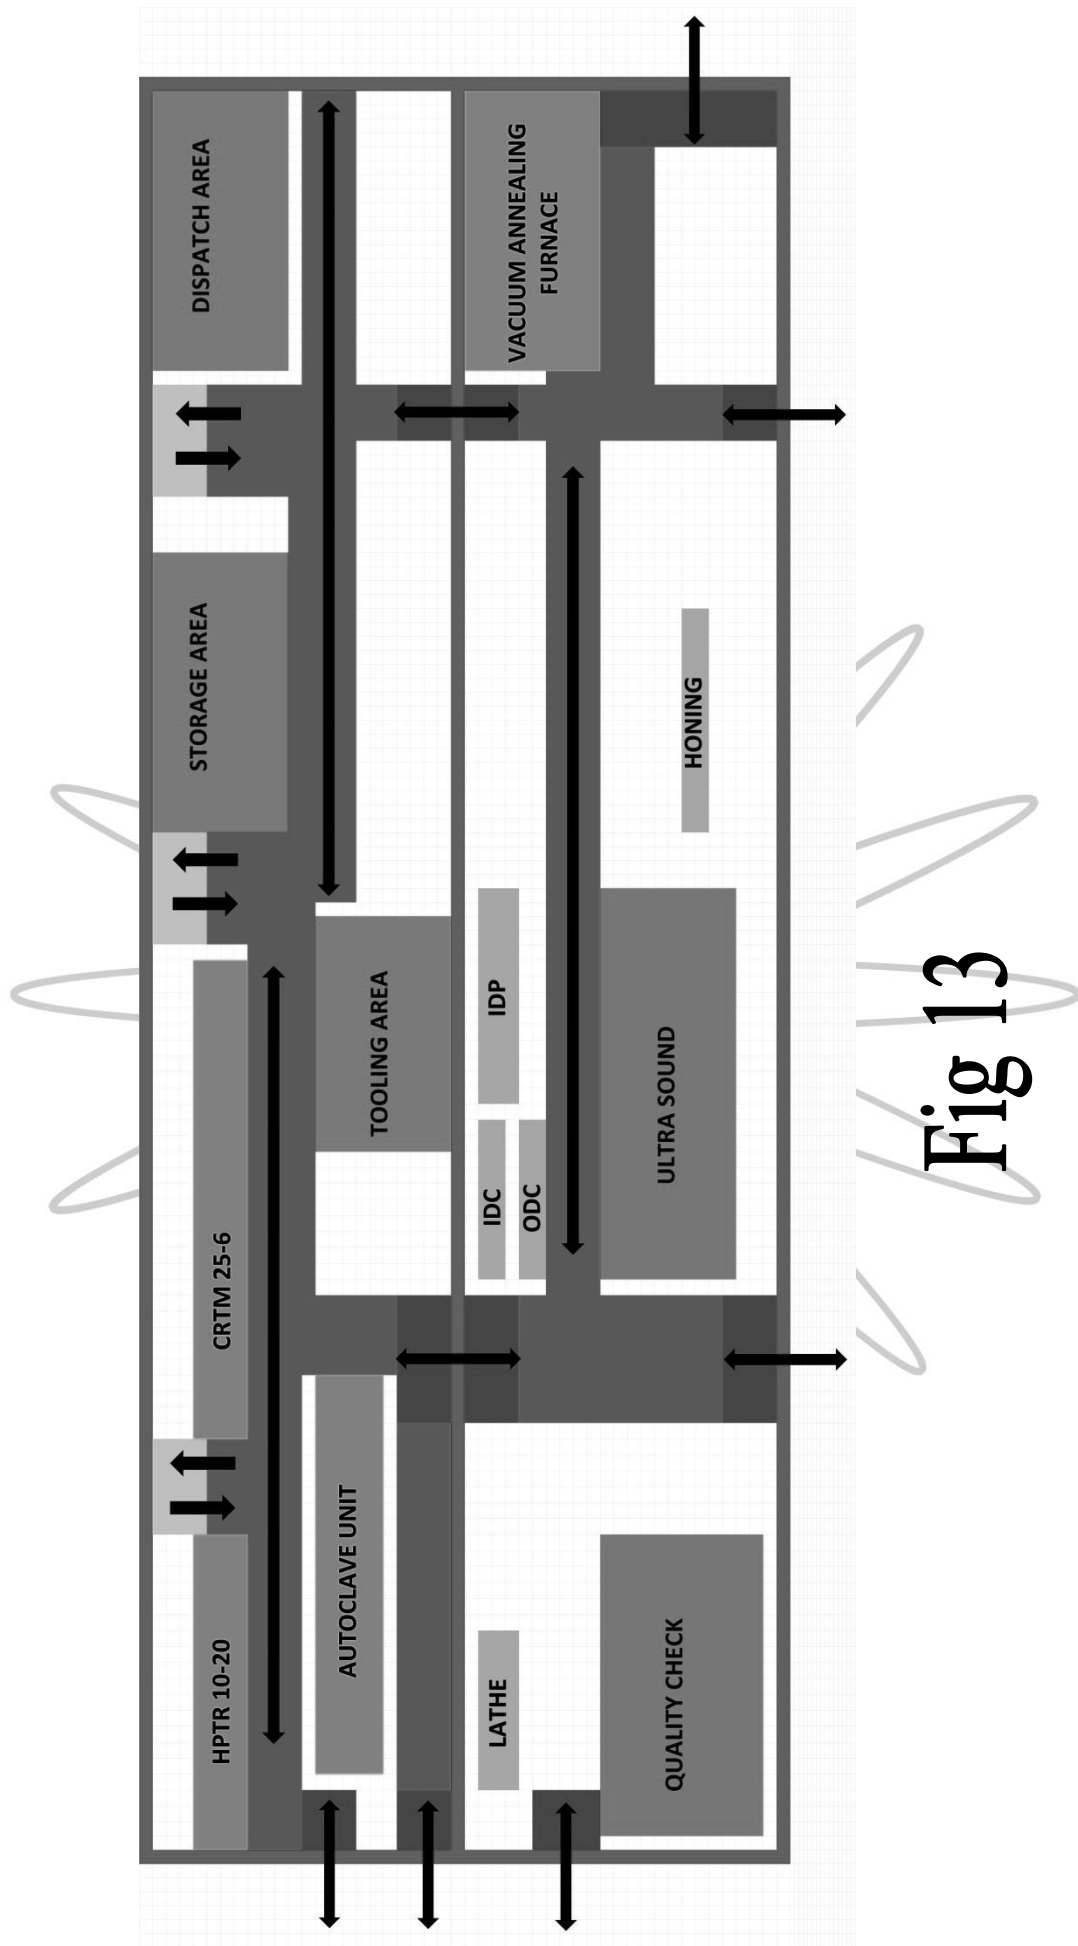 HPTR 10-20
CRTM 25-6
STORAGE AREA
DISPATCH AREA
AUTOCLAVE UNIT
TOOLING AREA
LATHE
IDC
ODC
IDP
VACUUM ANNEALING
FURNACE
QUALITY CHECK
ULTRA SOUND
HONING
Fig 13